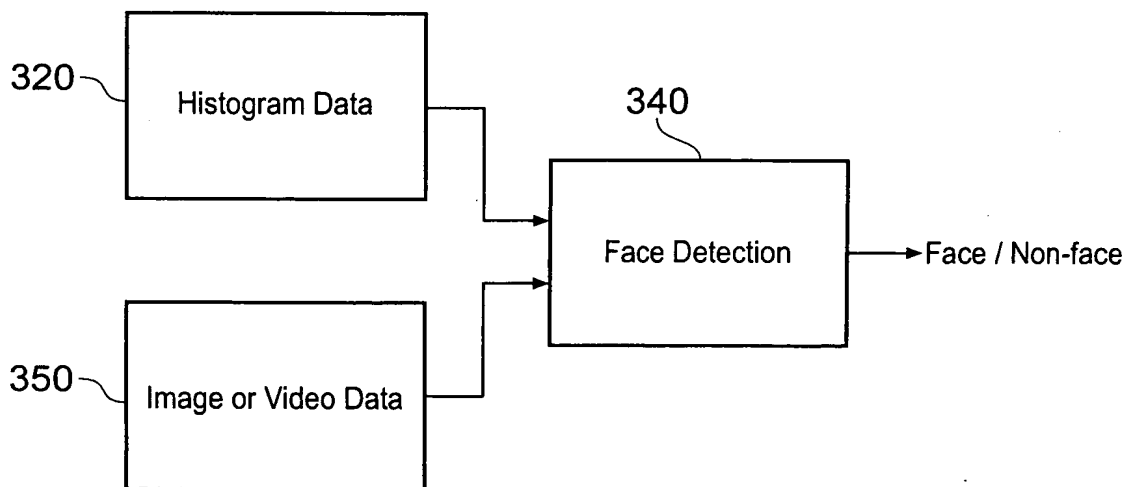 320
Histogram Data
340
Face Detection
Face / Non-face
350
Image or Video Data